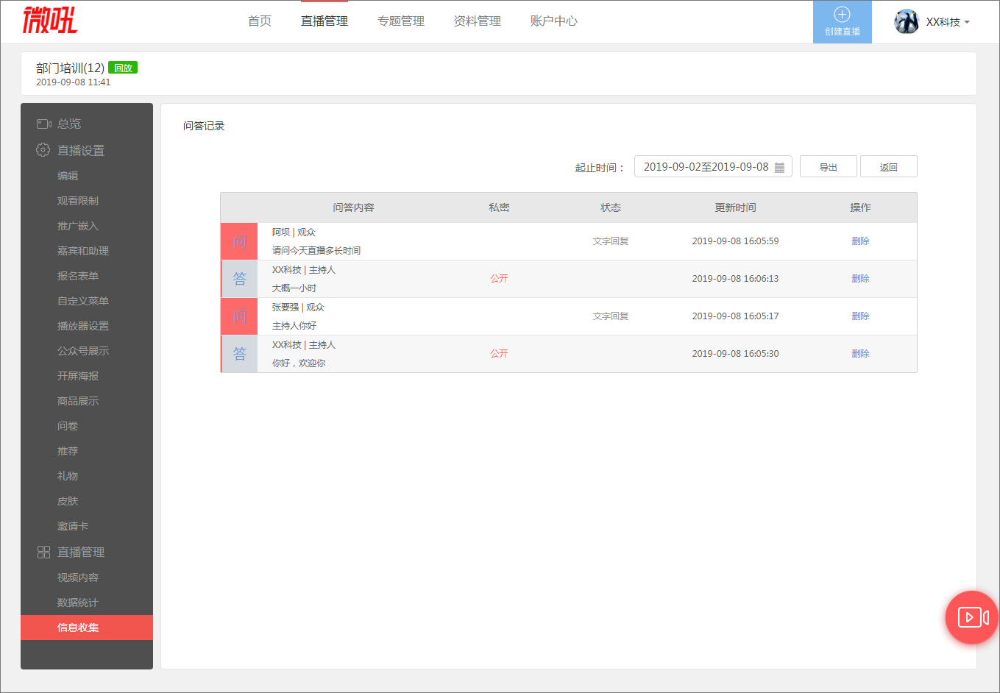 微吼
首页 直播管理 专题管理 资料管理 账户中心
创建直播
XX科技
部门培训(12) 回放
2019-09-08 11:41
总览
直播设置
编辑
观看限制
推广嵌入
嘉宾和助理
报名表单
自定义菜单
播放器设置
公众号展示
开屏海报
商品展示
问卷
推荐
礼物
皮肤
邀请卡
直播管理
视频内容
数据统计
信息收集
问答记录
起止时间： 2019-09-02至2019-09-08 导出 返回
问答内容 私密 状态 更新时间 操作
问 阿坝 | 观众
请问今天直播多长时间 文字回复 2019-09-08 16:05:59 删除
答 XX科技 | 主持人
大概一小时 公开 2019-09-08 16:06:13 删除
问 张要强 | 观众
主持人你好 文字回复 2019-09-08 16:05:17 删除
答 XX科技 | 主持人
你好，欢迎你 公开 2019-09-08 16:05:30 删除